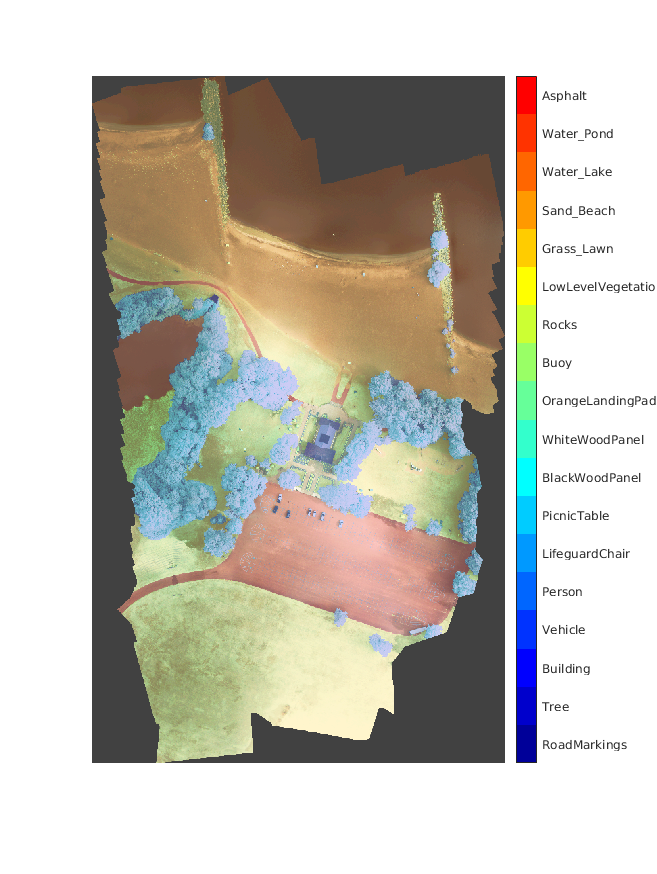 Asphalt
Water_Pond
Water_Lake
Sand_Beach
Grass_Lawn
LowLevelVegetatio
Rocks
Buoy
OrangeLandingPad
WhiteWoodPanel
BlackWoodPanel
PicnicTable
LifeguardChair
Person
Vehicle
Building
Tree
RoadMarkings